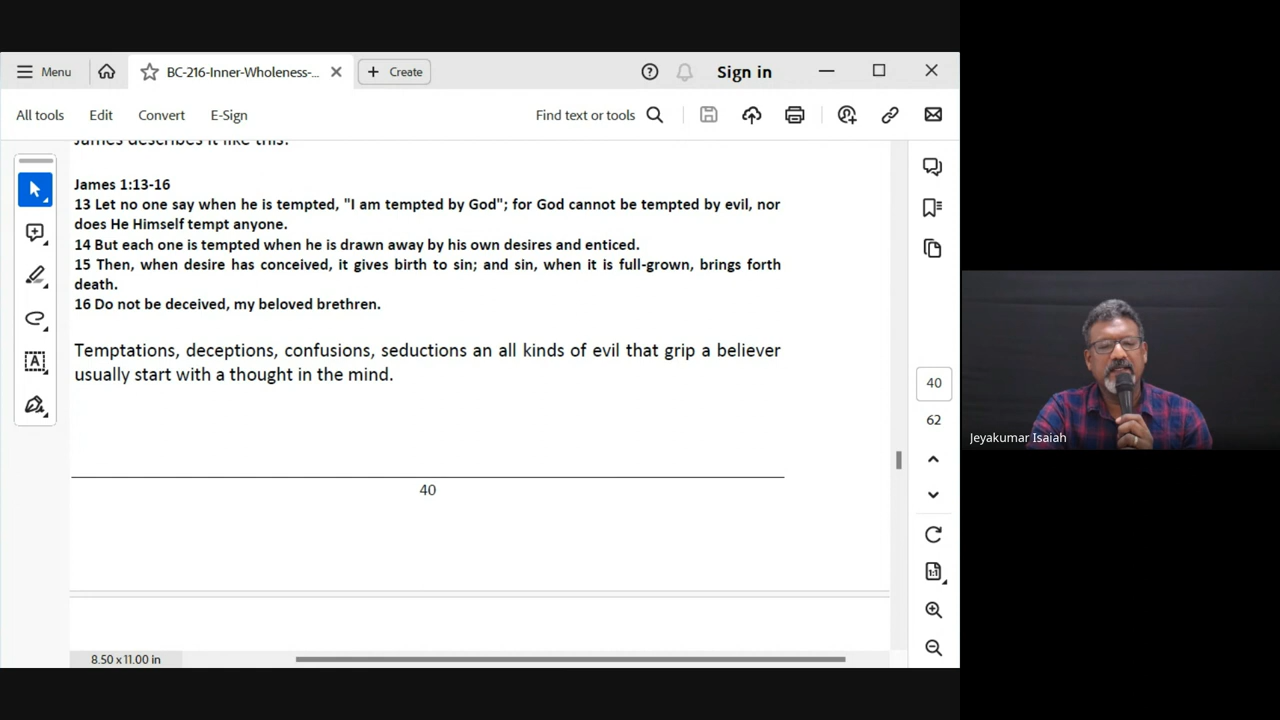 Menu
BC-216-Inner-Wholeness-...
Create
Sign in
All tools
Edit
Convert
E-Sign
Find text or tools
James describes it like this:
James 1:13-16
13 Let no one say when he is tempted, "I am tempted by God"; for God cannot be tempted by evil, nor
does He Himself tempt anyone.
14 But each one is tempted when he is drawn away by his own desires and enticed.
15 Then, when desire has conceived, it gives birth to sin; and sin, when it is full-grown, brings forth
death.
16 Do not be deceived, my beloved brethren.
Temptations, deceptions, confusions, seductions an all kinds of evil that grip a believer
usually start with a thought in the mind.
40
40
62
8.50 x 11.00 in
Jeyakumar Isaiah